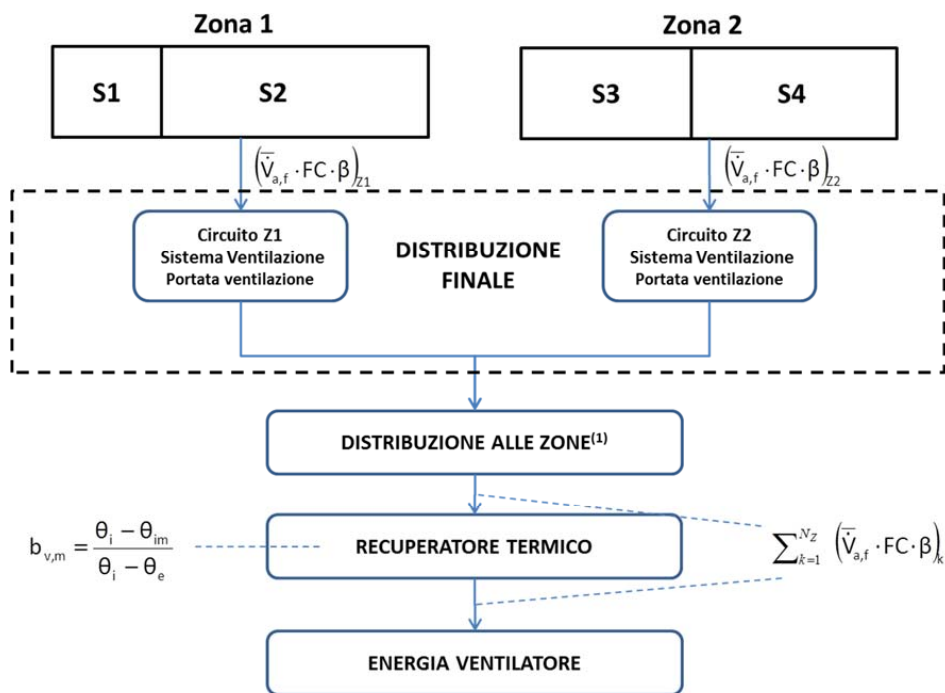 Zona 1
Zona 2
S1
S2
S3
S4
(V̇̅a,f · FC · β)Z1
(V̇̅a,f · FC · β)Z2
Circuito Z1
Sistema Ventilazione
Portata ventilazione
DISTRIBUZIONE
FINALE
Circuito Z2
Sistema Ventilazione
Portata ventilazione
DISTRIBUZIONE ALLE ZONE(1)
bv,m = θi − θim / θi − θe
RECUPERATORE TERMICO
∑k=1NZ (V̇̅a,f · FC · β)k
ENERGIA VENTILATORE